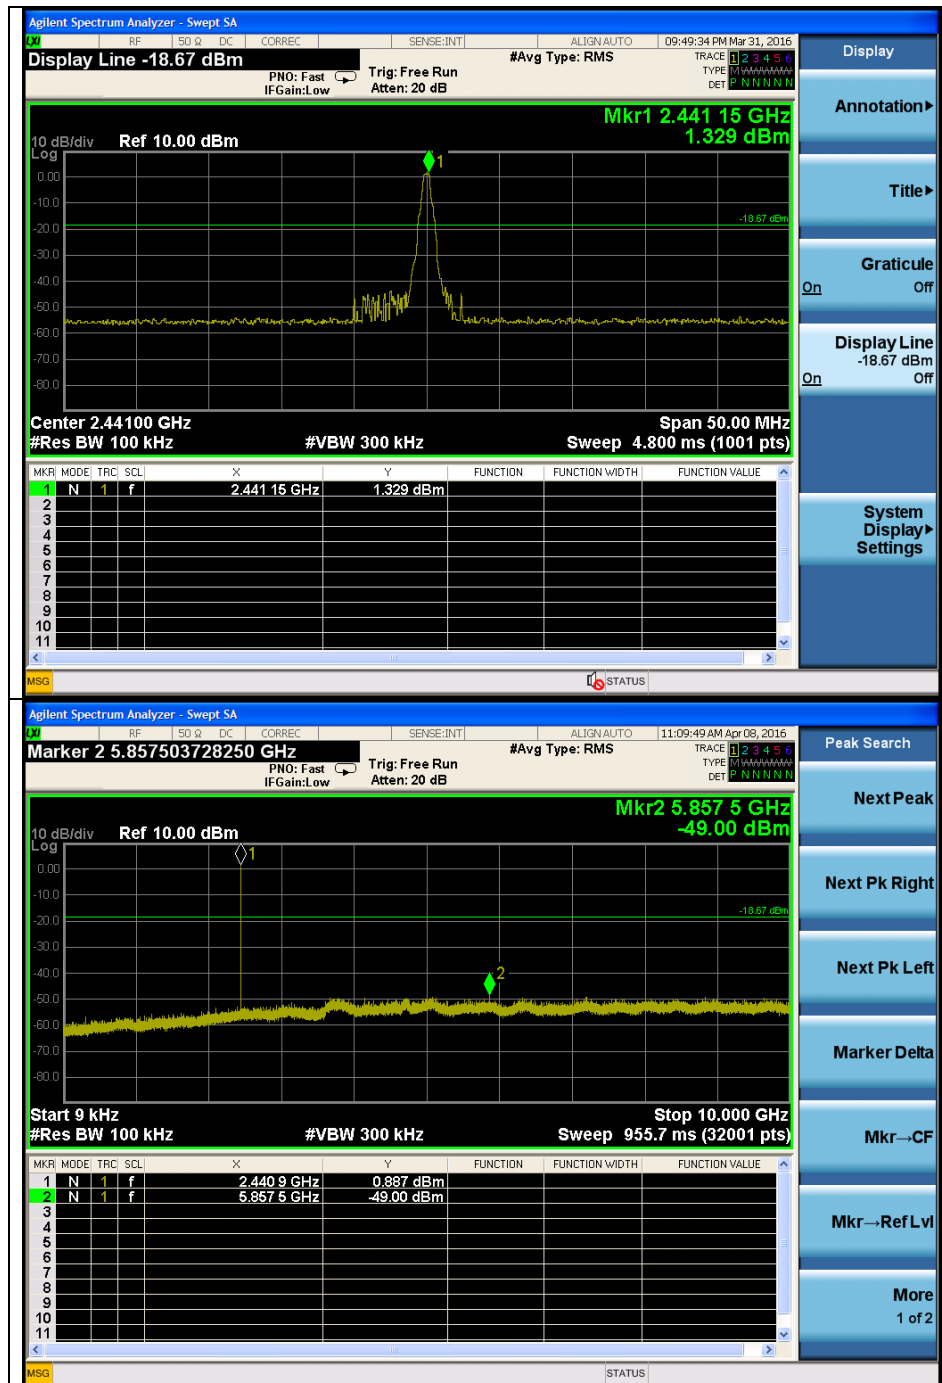 Agilent Spectrum Analyzer - Swept SA
LXI RF 50 Ω DC CORREC SENSE:INT ALIGN AUTO 09:49:34 PM Mar 31, 2016
Display Line -18.67 dBm
#Avg Type: RMS
TRACE 1 2 3 4 5 6
PNO: Fast Trig: Free Run
TYPE M WWWWW
IFGain:Low Atten: 20 dB
DET P N N N N N
Mkr1 2.441 15 GHz
1.329 dBm
10 dB/div Ref 10.00 dBm
Log
1
0.00
-10.0
-18.67 dBm
-20.0
-30.0
-40.0
-50.0
-60.0
-70.0
-80.0
Center 2.44100 GHz Span 50.00 MHz
#Res BW 100 kHz #VBW 300 kHz Sweep 4.800 ms (1001 pts)
MKR MODE TRC SCL X Y FUNCTION FUNCTION WIDTH FUNCTION VALUE
1 N 1 f 2.441 15 GHz 1.329 dBm
2
3
4
5
6
7
8
9
10
11
MSG STATUS
Display
Annotation
Title
Graticule
On Off
Display Line
-18.67 dBm
On Off
System
Display
Settings
Agilent Spectrum Analyzer - Swept SA
LXI RF 50 Ω DC CORREC SENSE:INT ALIGN AUTO 11:09:49 AM Apr 08, 2016
Marker 2 5.857503728250 GHz
#Avg Type: RMS
TRACE 1 2 3 4 5 6
PNO: Fast Trig: Free Run
TYPE M WWWWW
IFGain:Low Atten: 20 dB
DET P N N N N N
Mkr2 5.857 5 GHz
-49.00 dBm
10 dB/div Ref 10.00 dBm
Log
1
0.00
-10.0
-18.67 dBm
-20.0
-30.0
-40.0
2
-50.0
-60.0
-70.0
-80.0
Start 9 kHz Stop 10.000 GHz
#Res BW 100 kHz #VBW 300 kHz Sweep 955.7 ms (32001 pts)
MKR MODE TRC SCL X Y FUNCTION FUNCTION WIDTH FUNCTION VALUE
1 N 1 f 2.440 9 GHz 0.887 dBm
2 N 1 f 5.857 5 GHz -49.00 dBm
3
4
5
6
7
8
9
10
11
MSG STATUS
Peak Search
Next Peak
Next Pk Right
Next Pk Left
Marker Delta
Mkr→CF
Mkr→Ref Lvl
More
1 of 2